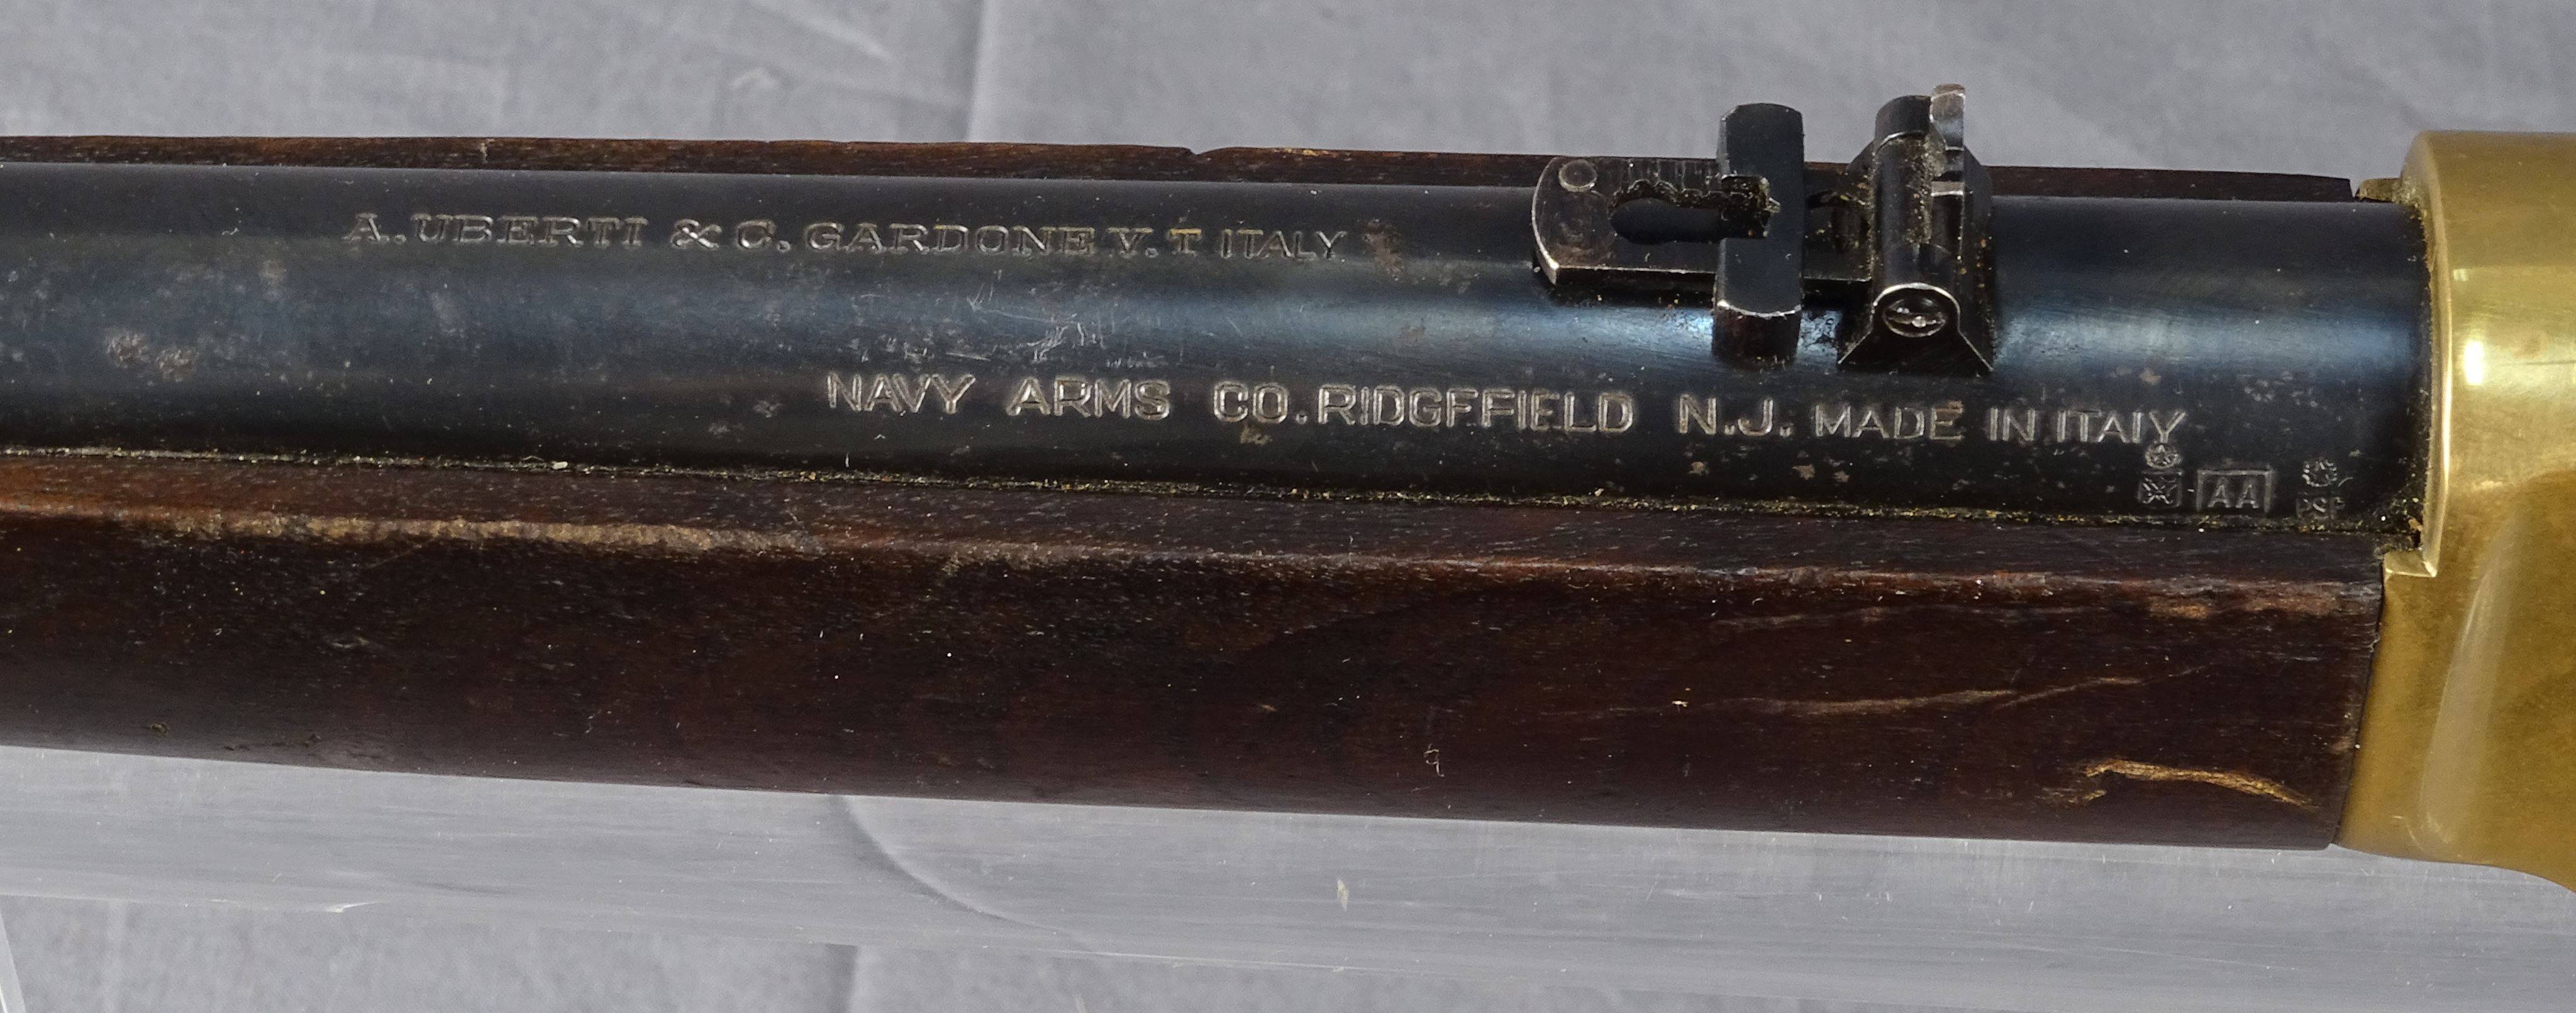 A. UBERTI & C. GARDONE V. T ITALY
NAVY ARMS CO. RIDGEFIELD N.J. MADE IN ITALY
AA
PSF